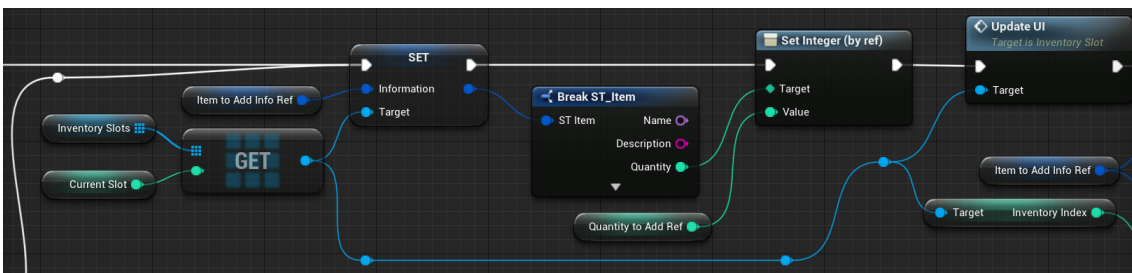 SET
Information
Target
Item to Add Info Ref
Inventory Slots
GET
Current Slot
Break ST_Item
ST Item
Name
Description
Quantity
Quantity to Add Ref
Set Integer (by ref)
Target
Value
Update UI
Target is Inventory Slot
Target
Item to Add Info Ref
Target Inventory Index